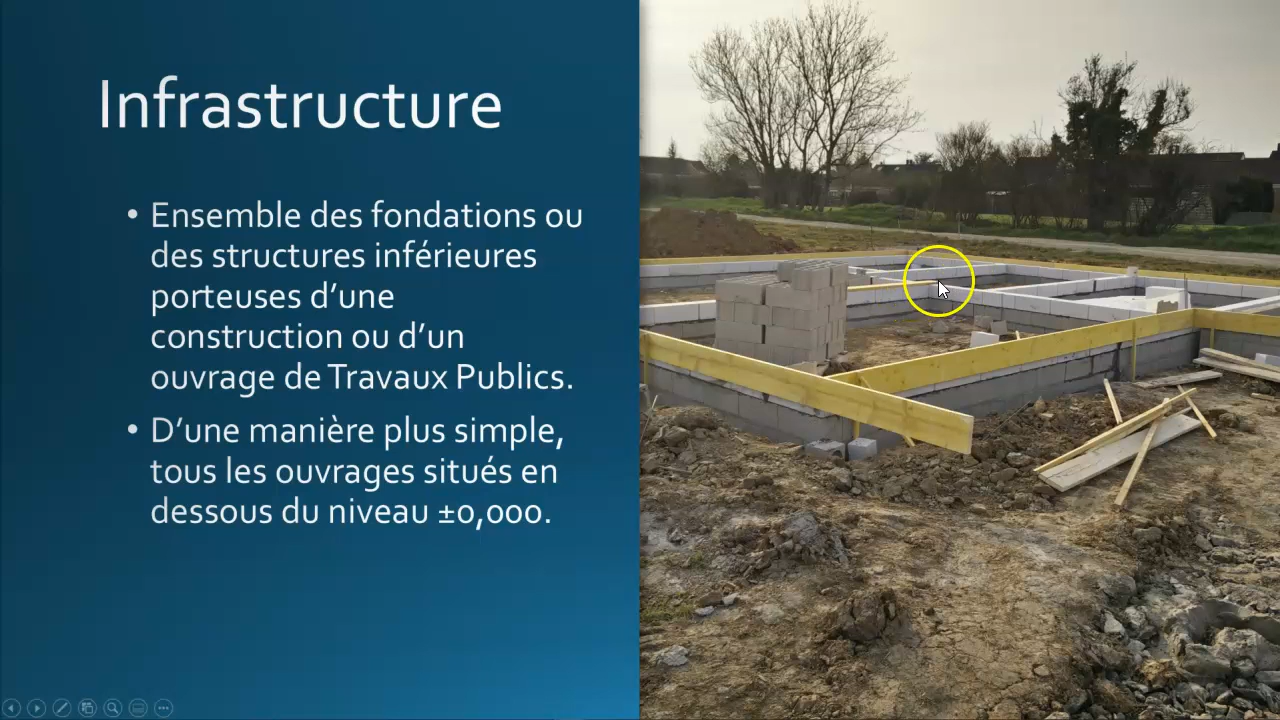 Infrastructure
• Ensemble des fondations ou
des structures inférieures
porteuses d’une
construction ou d’un
ouvrage de Travaux Publics.
• D’une manière plus simple,
tous les ouvrages situés en
dessous du niveau ±0,000.